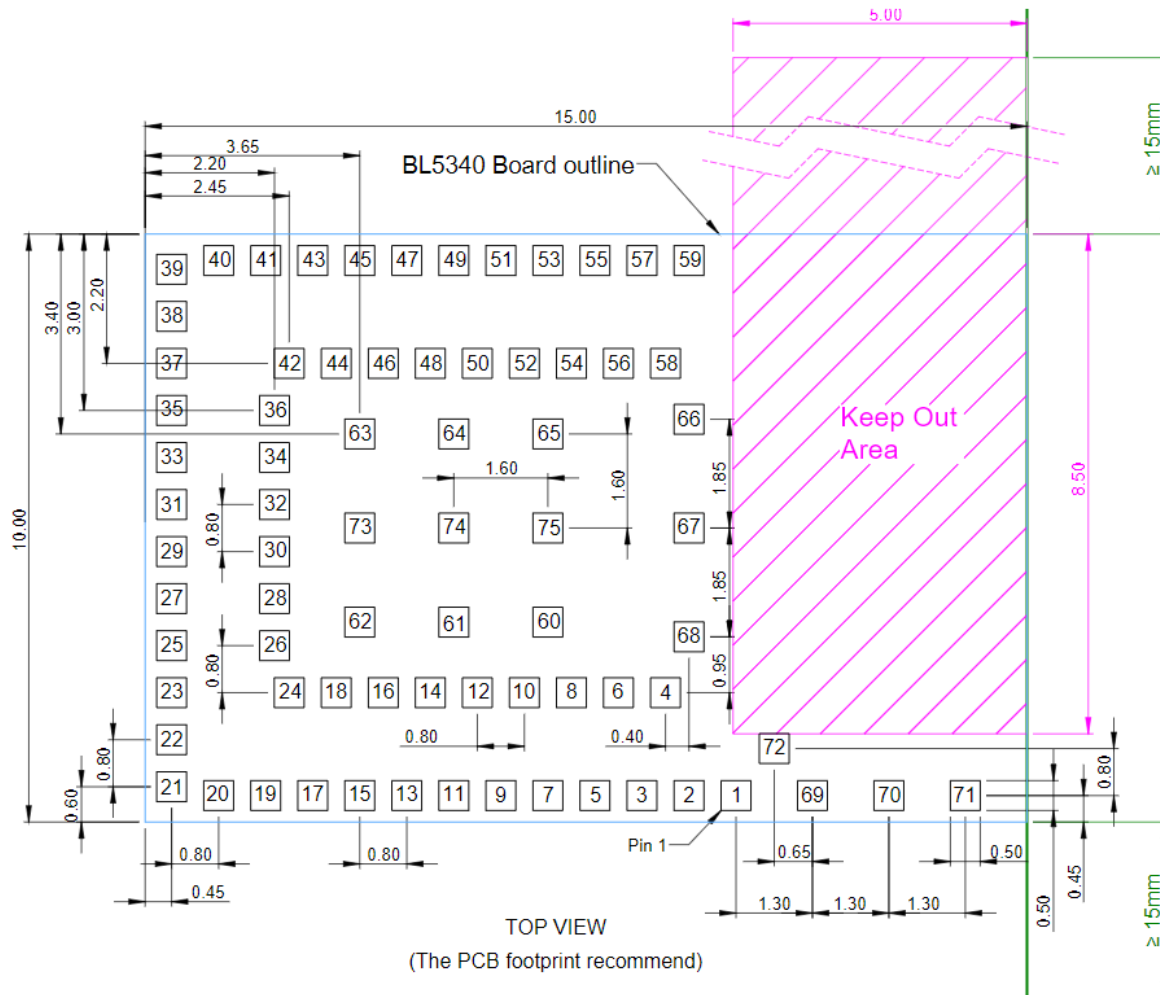 5.00
15.00
≥ 15mm
3.65
BL5340 Board outline
2.20
2.45
39 40 41 43 45 47 49 51 53 55 57 59
2.20
3.00
3.40
38
37 42 44 46 48 50 52 54 56 58
35 36 63 64 65 66
Keep Out
Area
33 34
1.60
1.60
1.85
8.50
31 32
10.00
0.80
73 74 75 67
29 30
1.85
27 28
62 61 60 68
25 26
0.80
0.95
23 24 18 16 14 12 10 8 6 4
22
0.80
0.40
72
0.80
0.80
21 20 19 17 15 13 11 9 7 5 3 2 1 69 70 71
0.60
Pin 1
0.80
0.80
0.65
0.50
0.45
0.45
1.30
1.30
1.30
0.50
≥ 15mm
TOP VIEW
(The PCB footprint recommend)